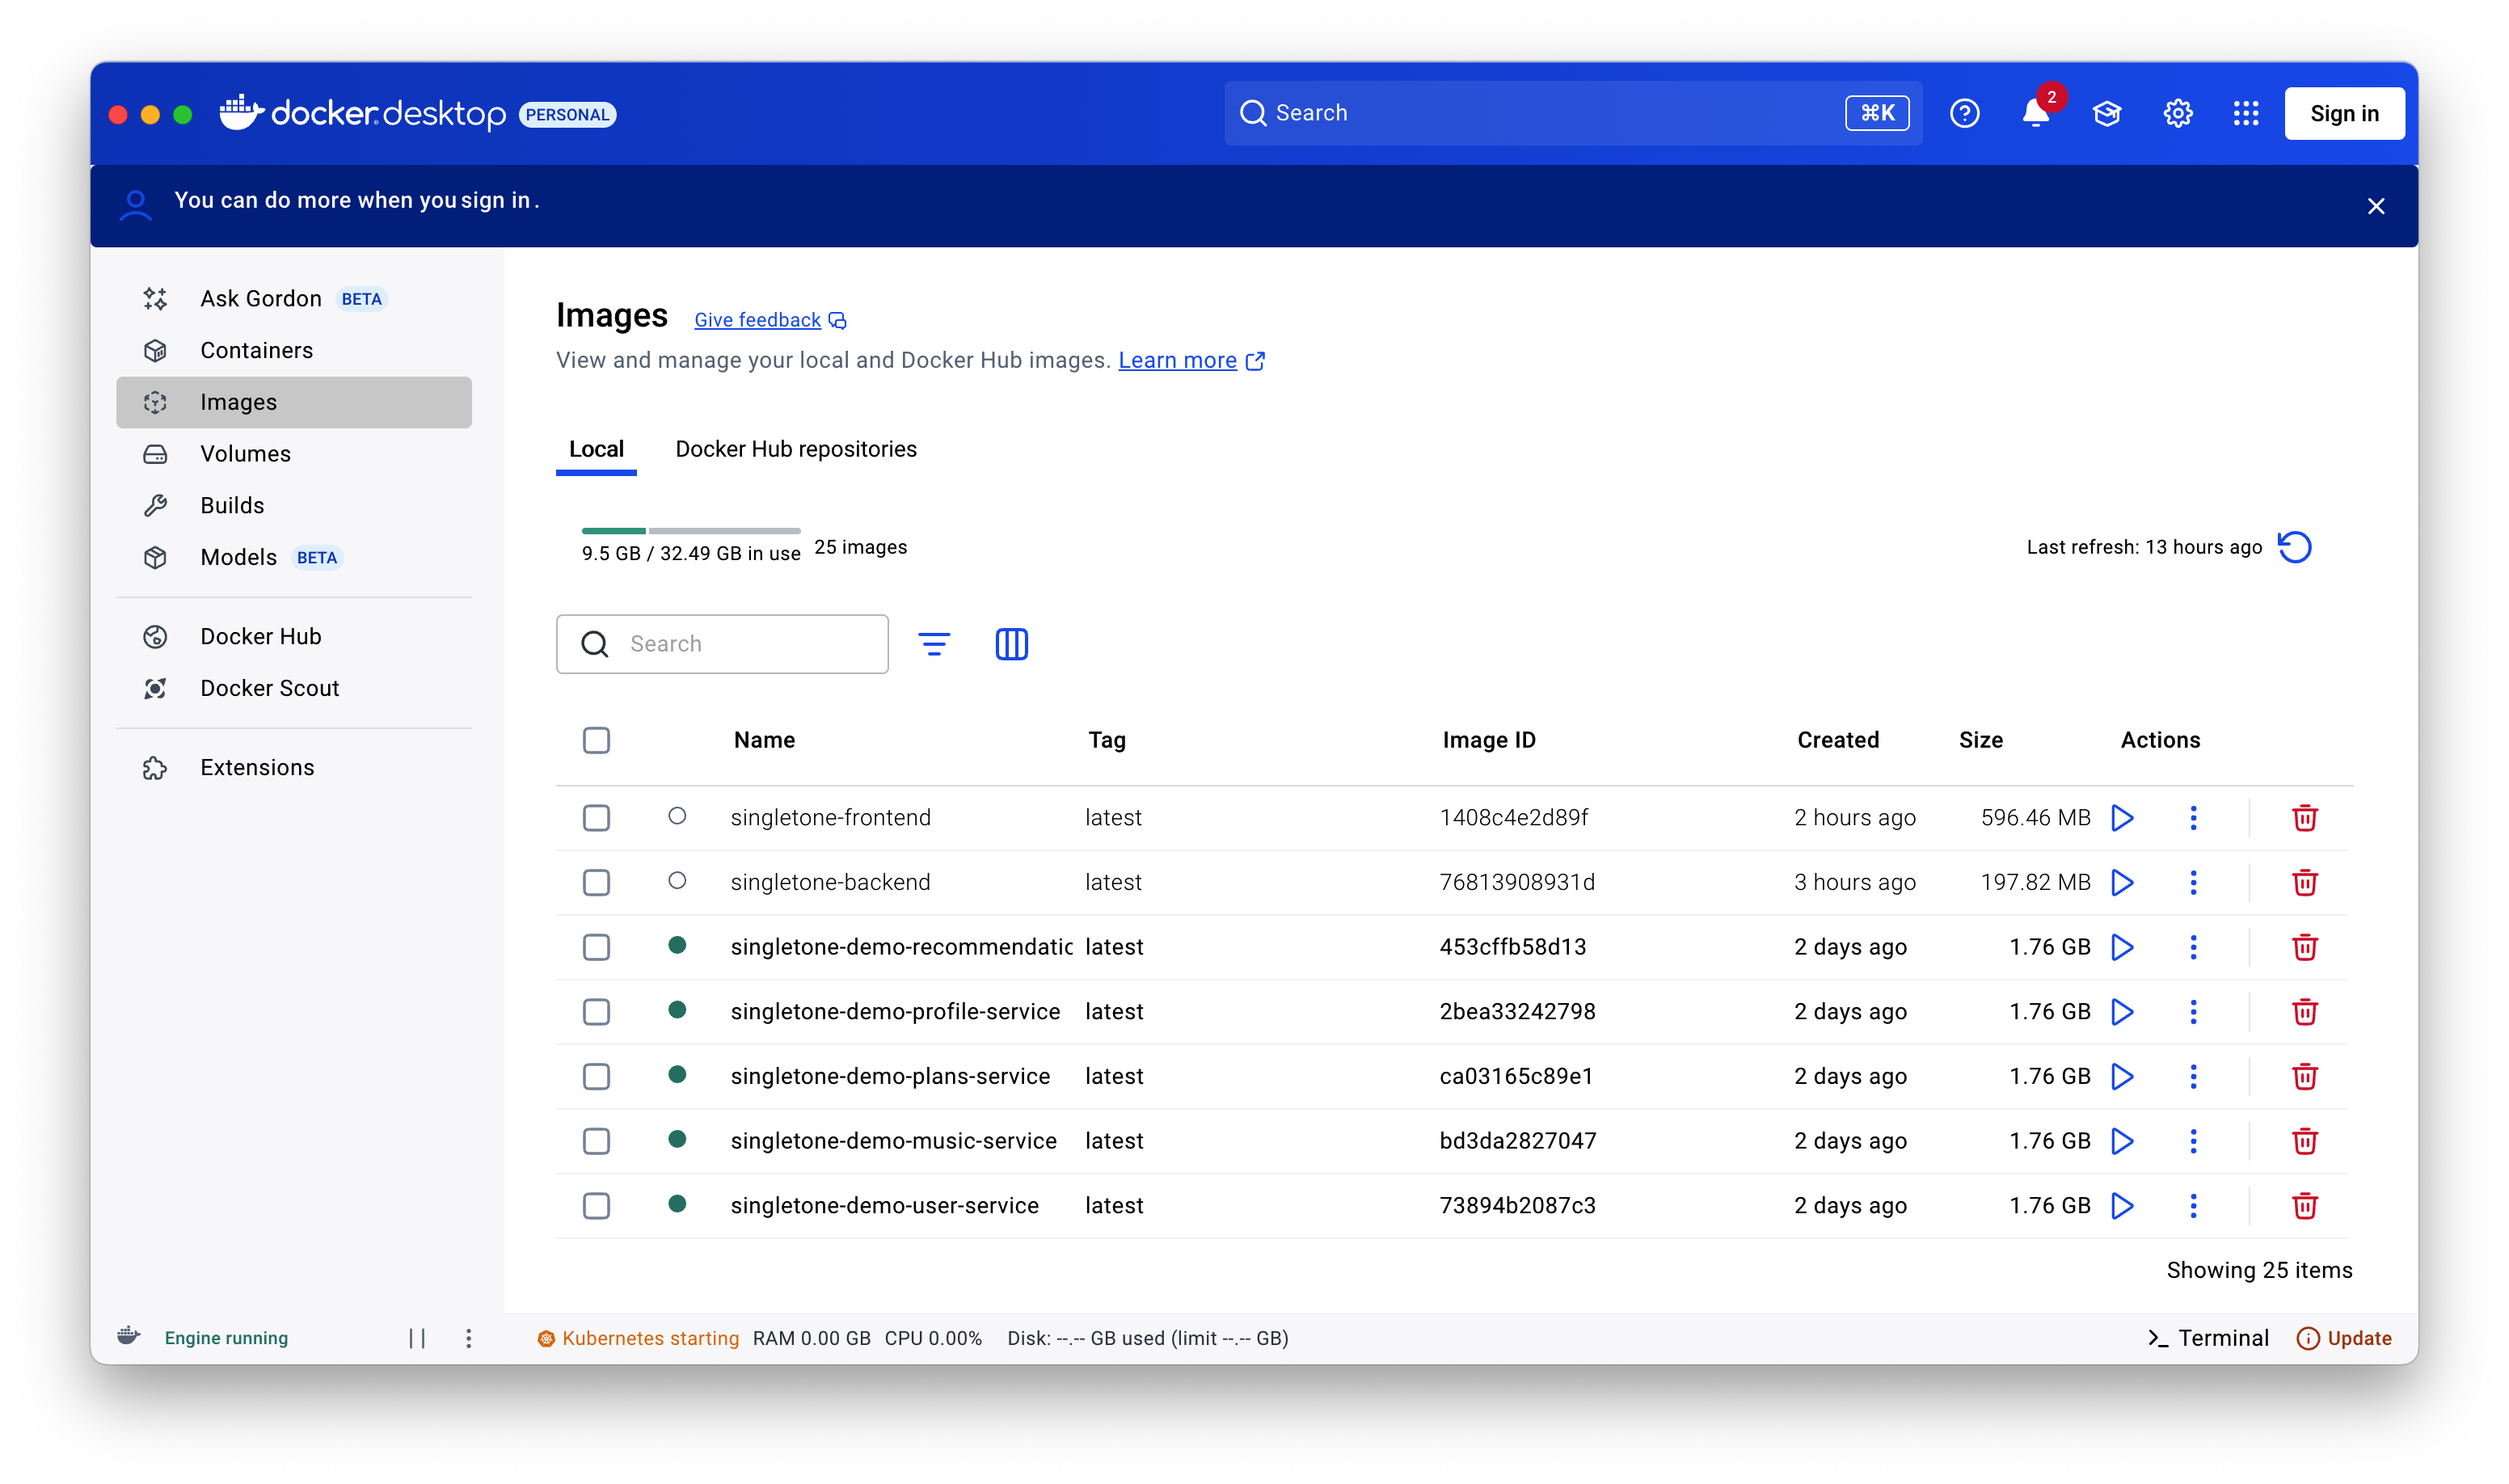 docker desktop PERSONAL
Search
⌘K
2
Sign in
You can do more when you sign in.
Ask Gordon BETA
Containers
Images
Volumes
Builds
Models BETA
Docker Hub
Docker Scout
Extensions
Images Give feedback
View and manage your local and Docker Hub images. Learn more
Local Docker Hub repositories
9.5 GB / 32.49 GB in use 25 images
Last refresh: 13 hours ago
Search
Name Tag Image ID Created Size Actions
singletone-frontend latest 1408c4e2d89f 2 hours ago 596.46 MB
singletone-backend latest 76813908931d 3 hours ago 197.82 MB
singletone-demo-recommendatic latest 453cffb58d13 2 days ago 1.76 GB
singletone-demo-profile-service latest 2bea33242798 2 days ago 1.76 GB
singletone-demo-plans-service latest ca03165c89e1 2 days ago 1.76 GB
singletone-demo-music-service latest bd3da2827047 2 days ago 1.76 GB
singletone-demo-user-service latest 73894b2087c3 2 days ago 1.76 GB
Showing 25 items
Engine running
Kubernetes starting RAM 0.00 GB CPU 0.00% Disk: --.-- GB used (limit --.-- GB)
Terminal
Update